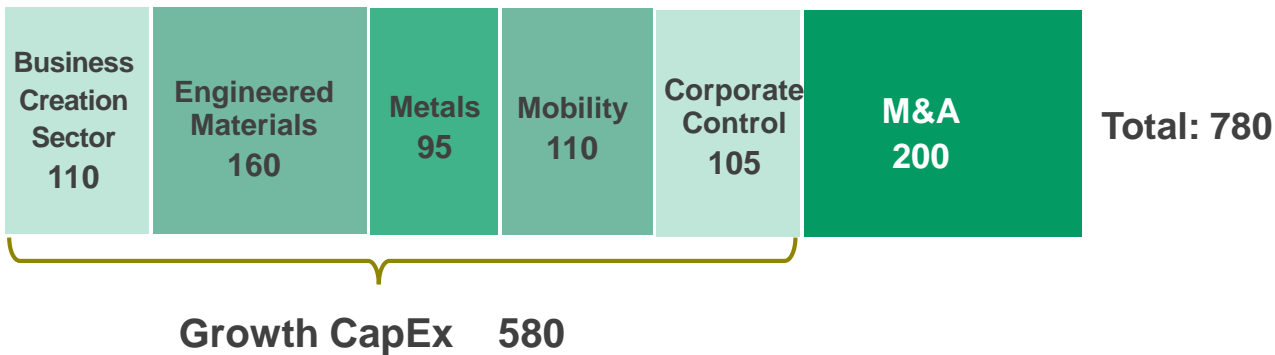 Business
Creation
Sector
110
Engineered
Materials
160
Metals
95
Mobility
110
Corporate
Control
105
M&A
200
Total: 780
Growth CapEx 580